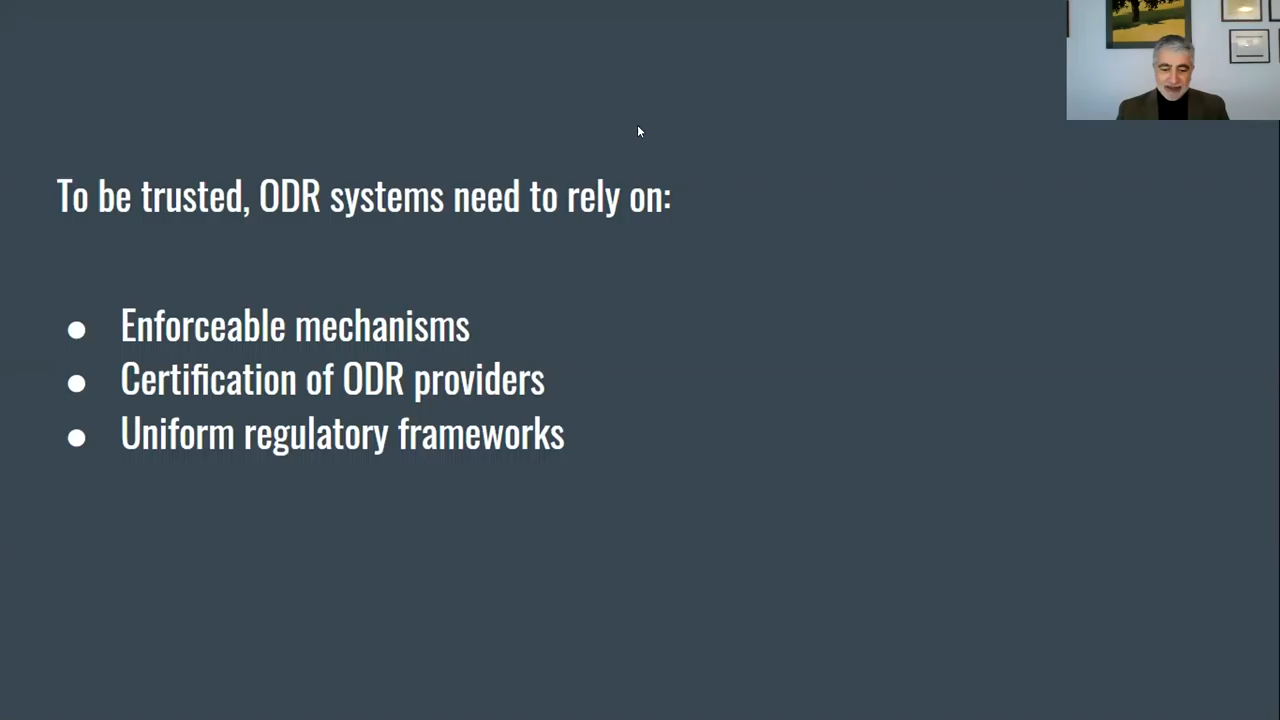 To be trusted, ODR systems need to rely on:
● Enforceable mechanisms
● Certification of ODR providers
● Uniform regulatory frameworks